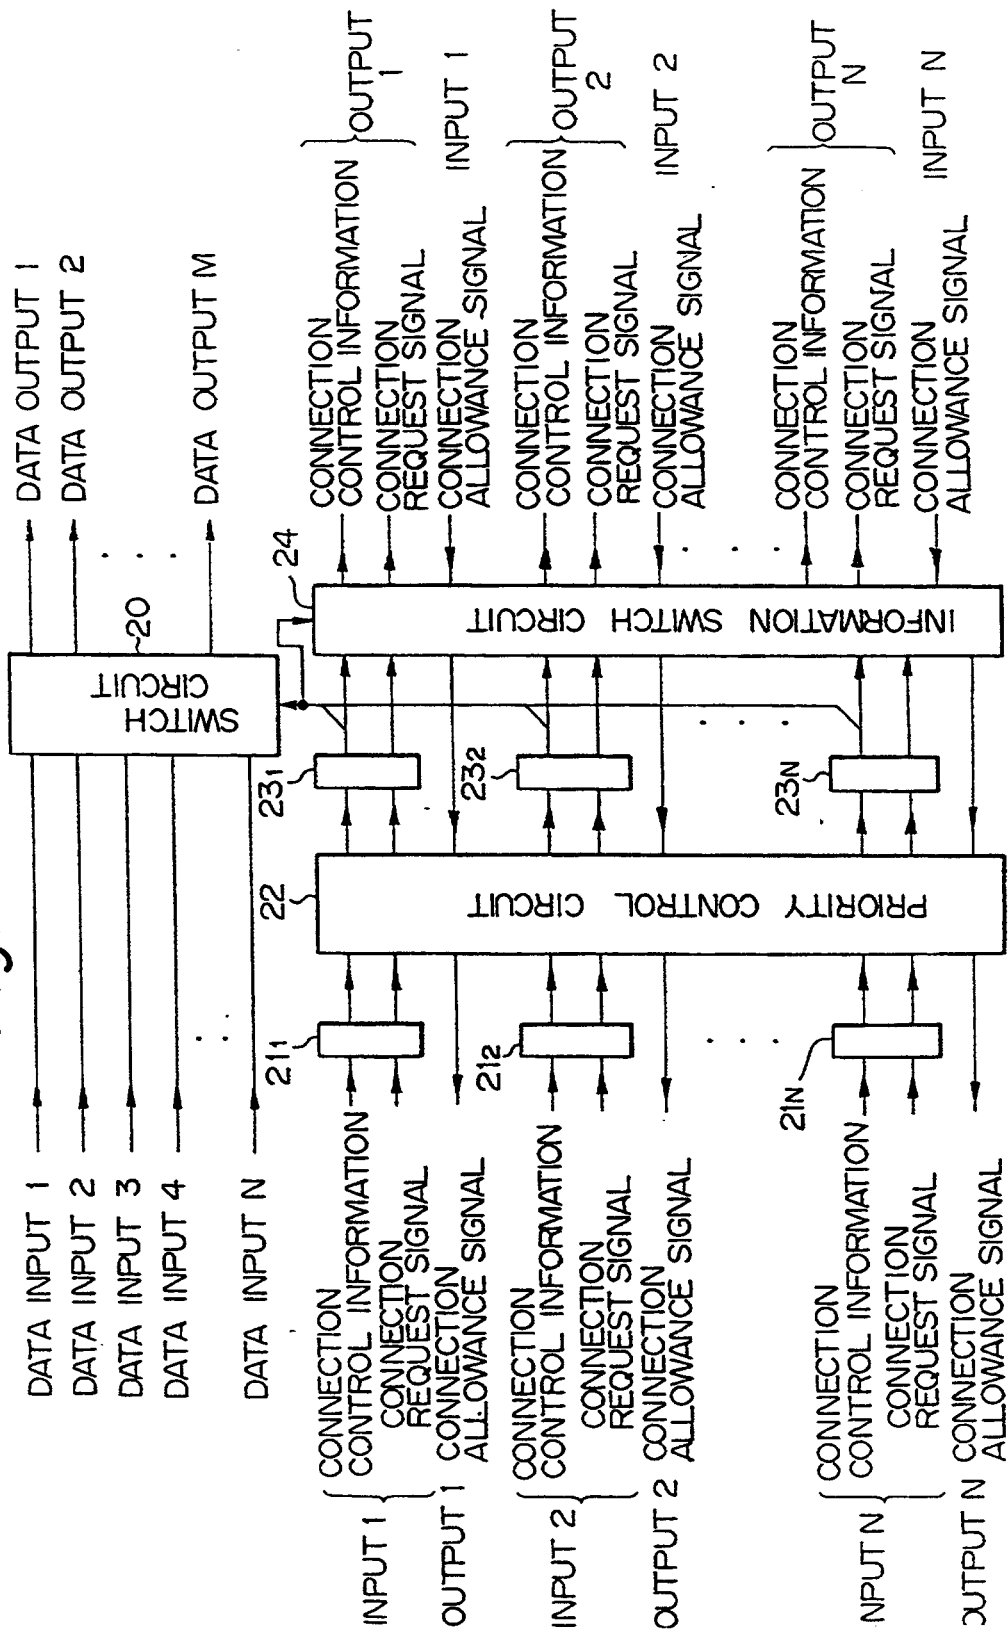 DATA INPUT 1
DATA INPUT 2
DATA INPUT 3
DATA INPUT 4
DATA INPUT N
20
SWITCH
CIRCUIT
DATA OUTPUT 1
DATA OUTPUT 2
DATA OUTPUT M
INPUT 1
CONNECTION
CONTROL INFORMATION
CONNECTION
REQUEST SIGNAL
OUTPUT 1
CONNECTION
ALLOWANCE SIGNAL
INPUT 2
CONNECTION
CONTROL INFORMATION
CONNECTION
REQUEST SIGNAL
OUTPUT 2
CONNECTION
ALLOWANCE SIGNAL
INPUT N
CONNECTION
CONTROL INFORMATION
CONNECTION
REQUEST SIGNAL
OUTPUT N
CONNECTION
ALLOWANCE SIGNAL
211
212
21N
22
PRIORITY CONTROL CIRCUIT
231
232
23N
24
INFORMATION SWITCH CIRCUIT
CONNECTION
CONTROL INFORMATION
CONNECTION
REQUEST SIGNAL
OUTPUT
1
CONNECTION
ALLOWANCE SIGNAL
INPUT 1
CONNECTION
CONTROL INFORMATION
CONNECTION
REQUEST SIGNAL
OUTPUT
2
CONNECTION
ALLOWANCE SIGNAL
INPUT 2
CONNECTION
CONTROL INFORMATION
CONNECTION
REQUEST SIGNAL
OUTPUT
N
CONNECTION
ALLOWANCE SIGNAL
INPUT N